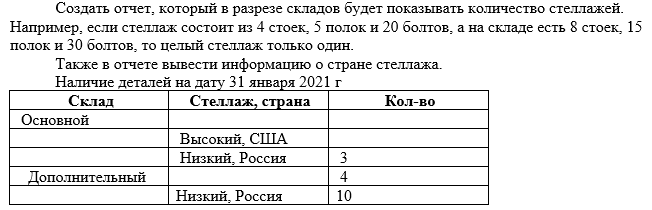 Создать отчет, который в разрезе складов будет показывать количество стеллажей.
Например, если стеллаж состоит из 4 стоек, 5 полок и 20 болтов, а на складе есть 8 стоек, 15
полок и 30 болтов, то целый стеллаж только один.
Также в отчете вывести информацию о стране стеллажа.
Наличие деталей на дату 31 января 2021 г
Склад Стеллаж, страна Кол-во
Основной
Высокий, США
Низкий, Россия 3
Дополнительный 4
Низкий, Россия 10